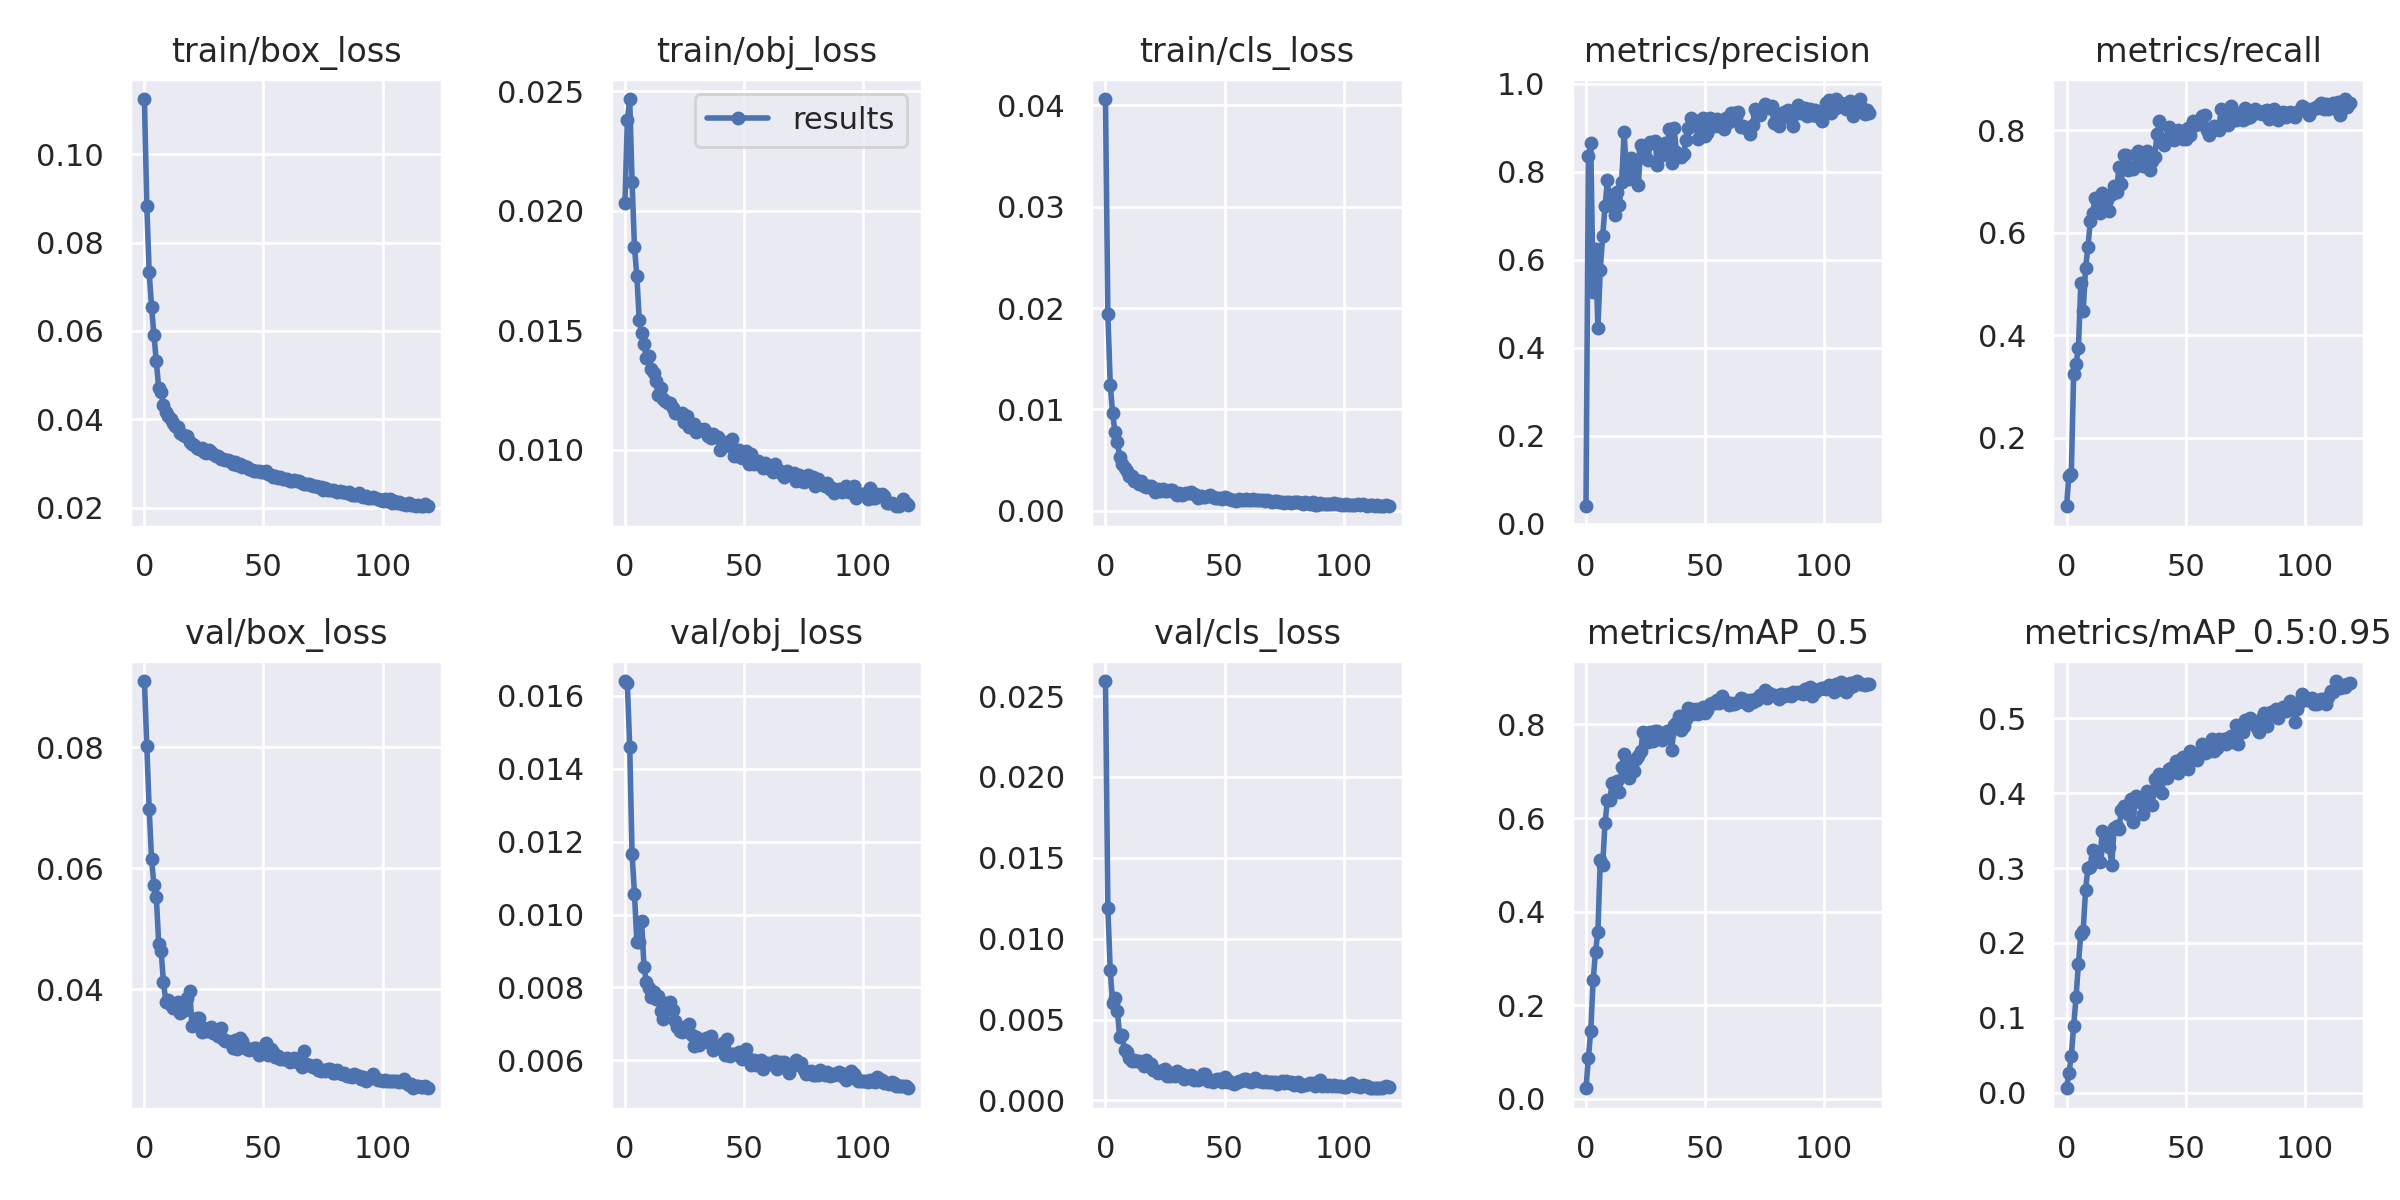 train/box_loss
0.10
0.08
0.06
0.04
0.02
0 50 100
train/obj_loss
results
0.025
0.020
0.015
0.010
0 50 100
train/cls_loss
0.04
0.03
0.02
0.01
0.00
0 50 100
metrics/precision
1.0
0.8
0.6
0.4
0.2
0.0
0 50 100
metrics/recall
0.8
0.6
0.4
0.2
0 50 100
val/box_loss
0.08
0.06
0.04
0 50 100
val/obj_loss
0.016
0.014
0.012
0.010
0.008
0.006
0 50 100
val/cls_loss
0.025
0.020
0.015
0.010
0.005
0.000
0 50 100
metrics/mAP_0.5
0.8
0.6
0.4
0.2
0.0
0 50 100
metrics/mAP_0.5:0.95
0.5
0.4
0.3
0.2
0.1
0.0
0 50 100